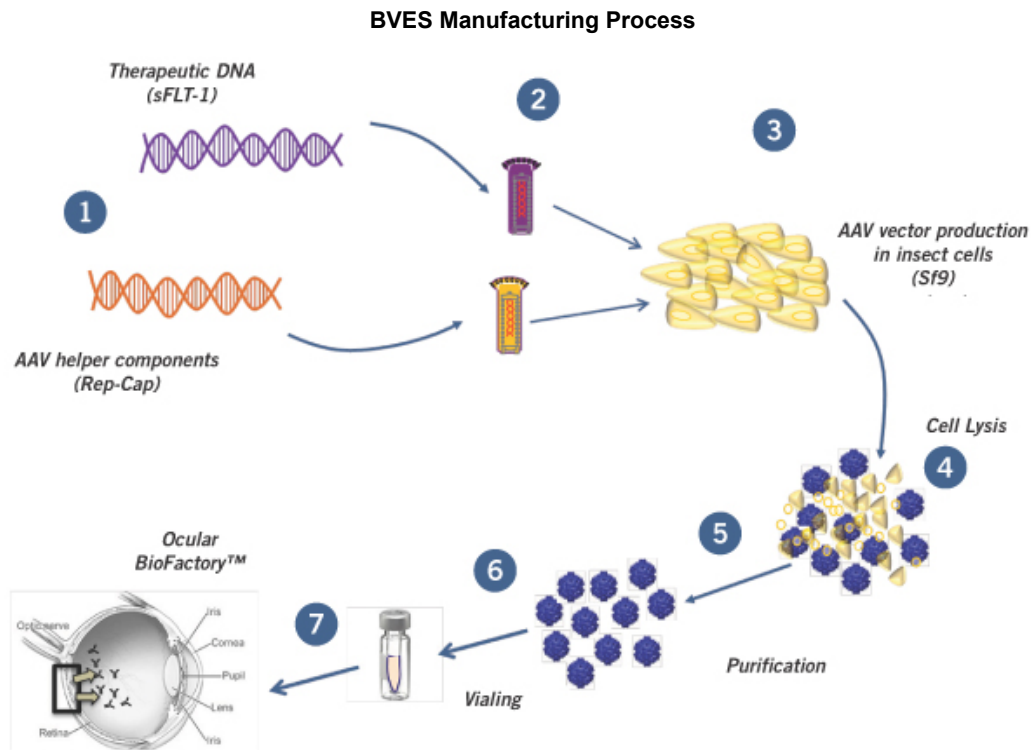 BVES Manufacturing Process
Therapeutic DNA
(sFLT-1)
1
2
3
AAV vector production
in insect cells
(Sf9)
AAV helper components
(Rep-Cap)
Cell Lysis
4
5
Purification
6
Vialing
7
Ocular
BioFactory™
Optic nerve
Iris
Cornea
Pupil
Lens
Iris
Retina